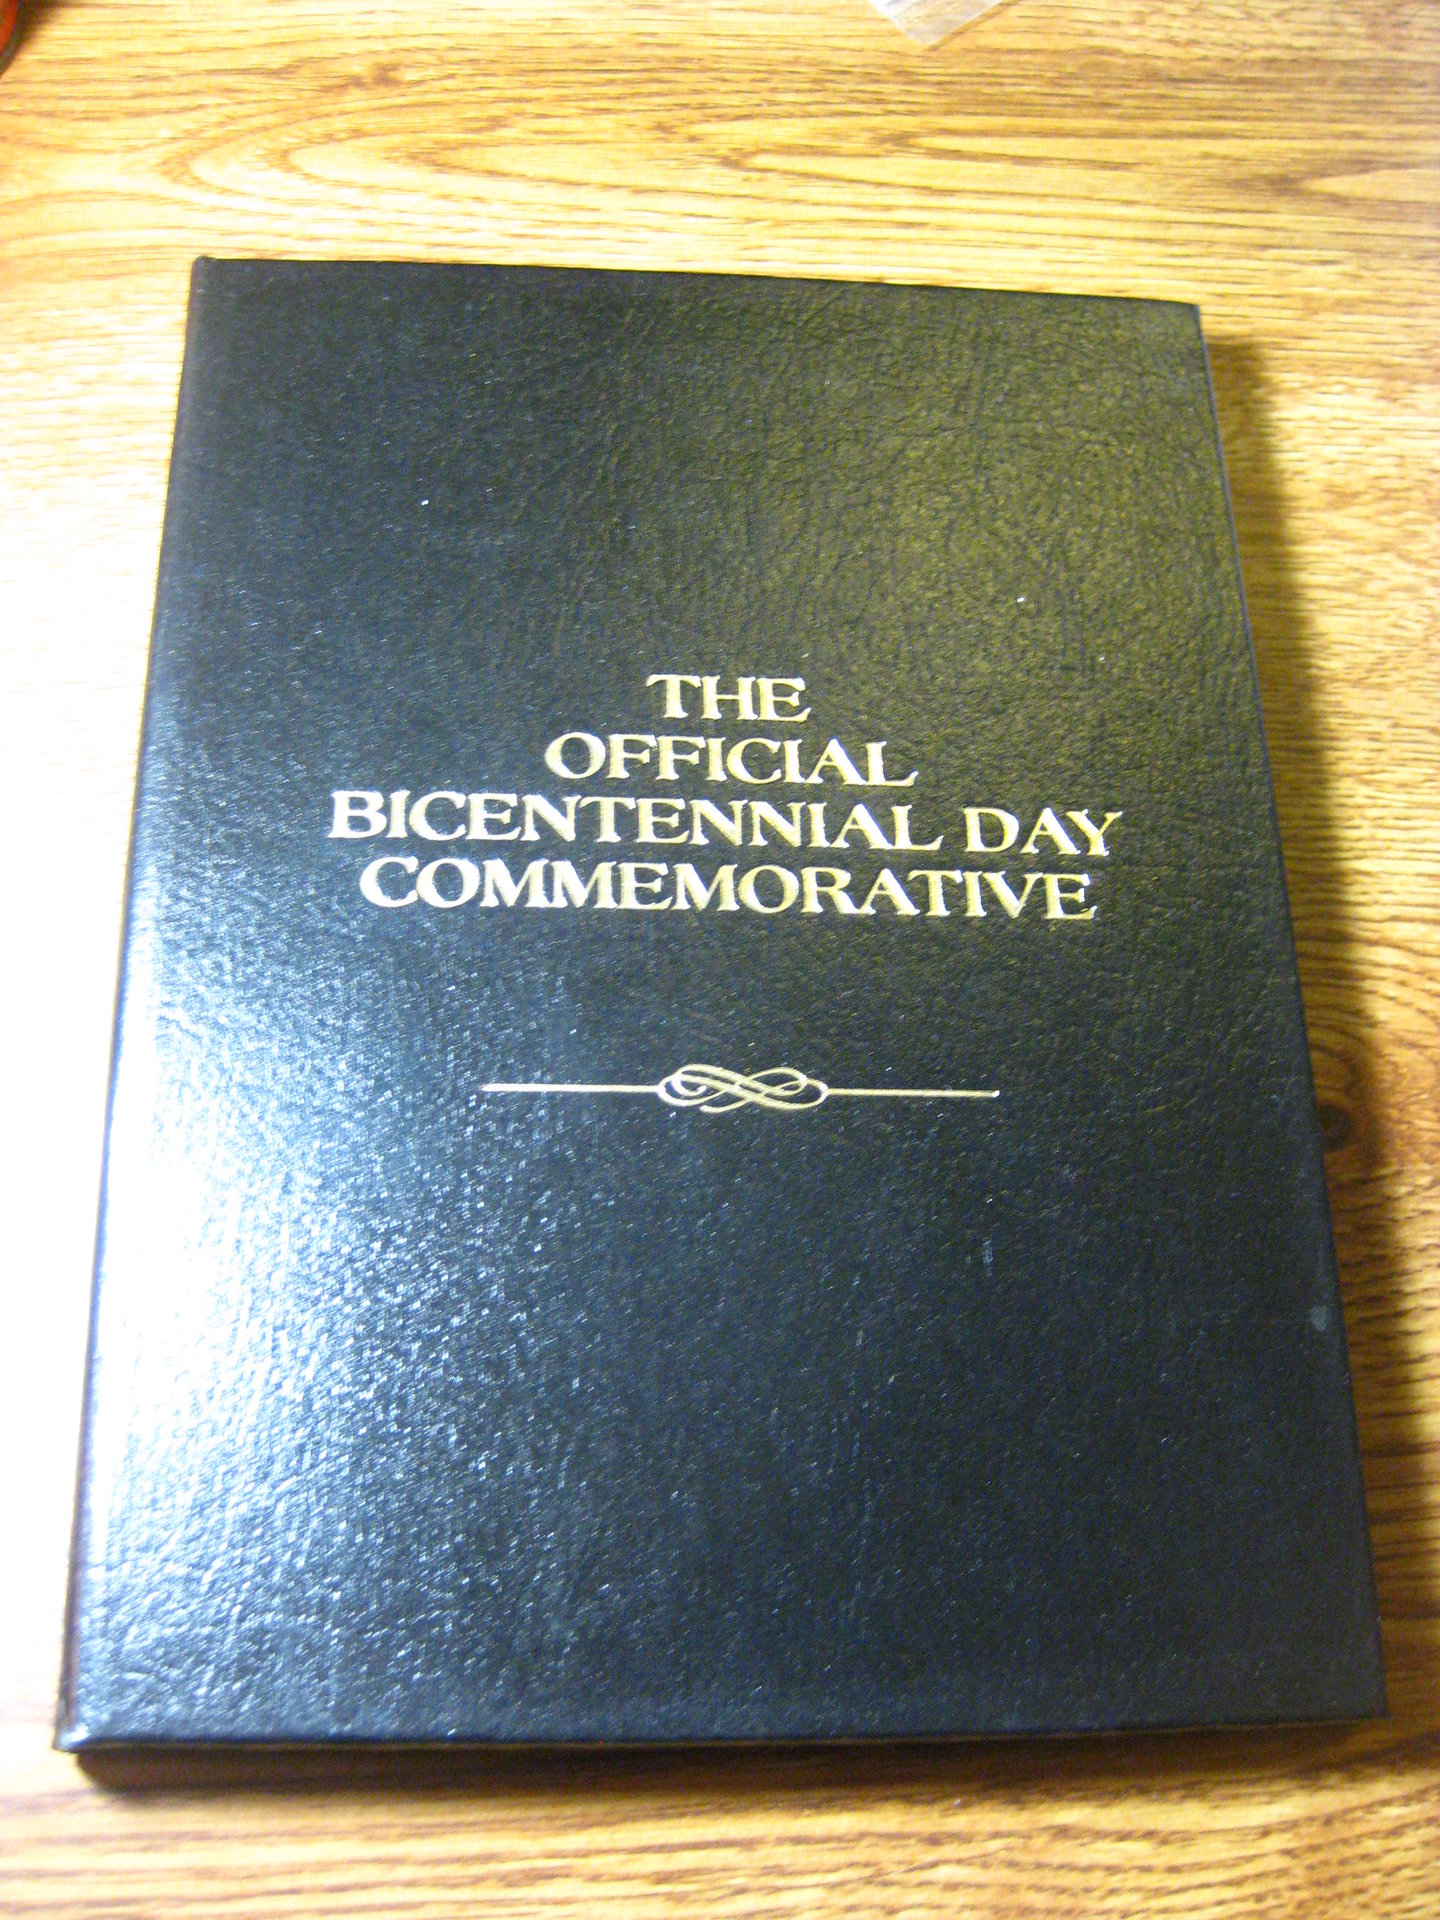 THE
OFFICIAL
BICENTENNIAL DAY
COMMEMORATIVE